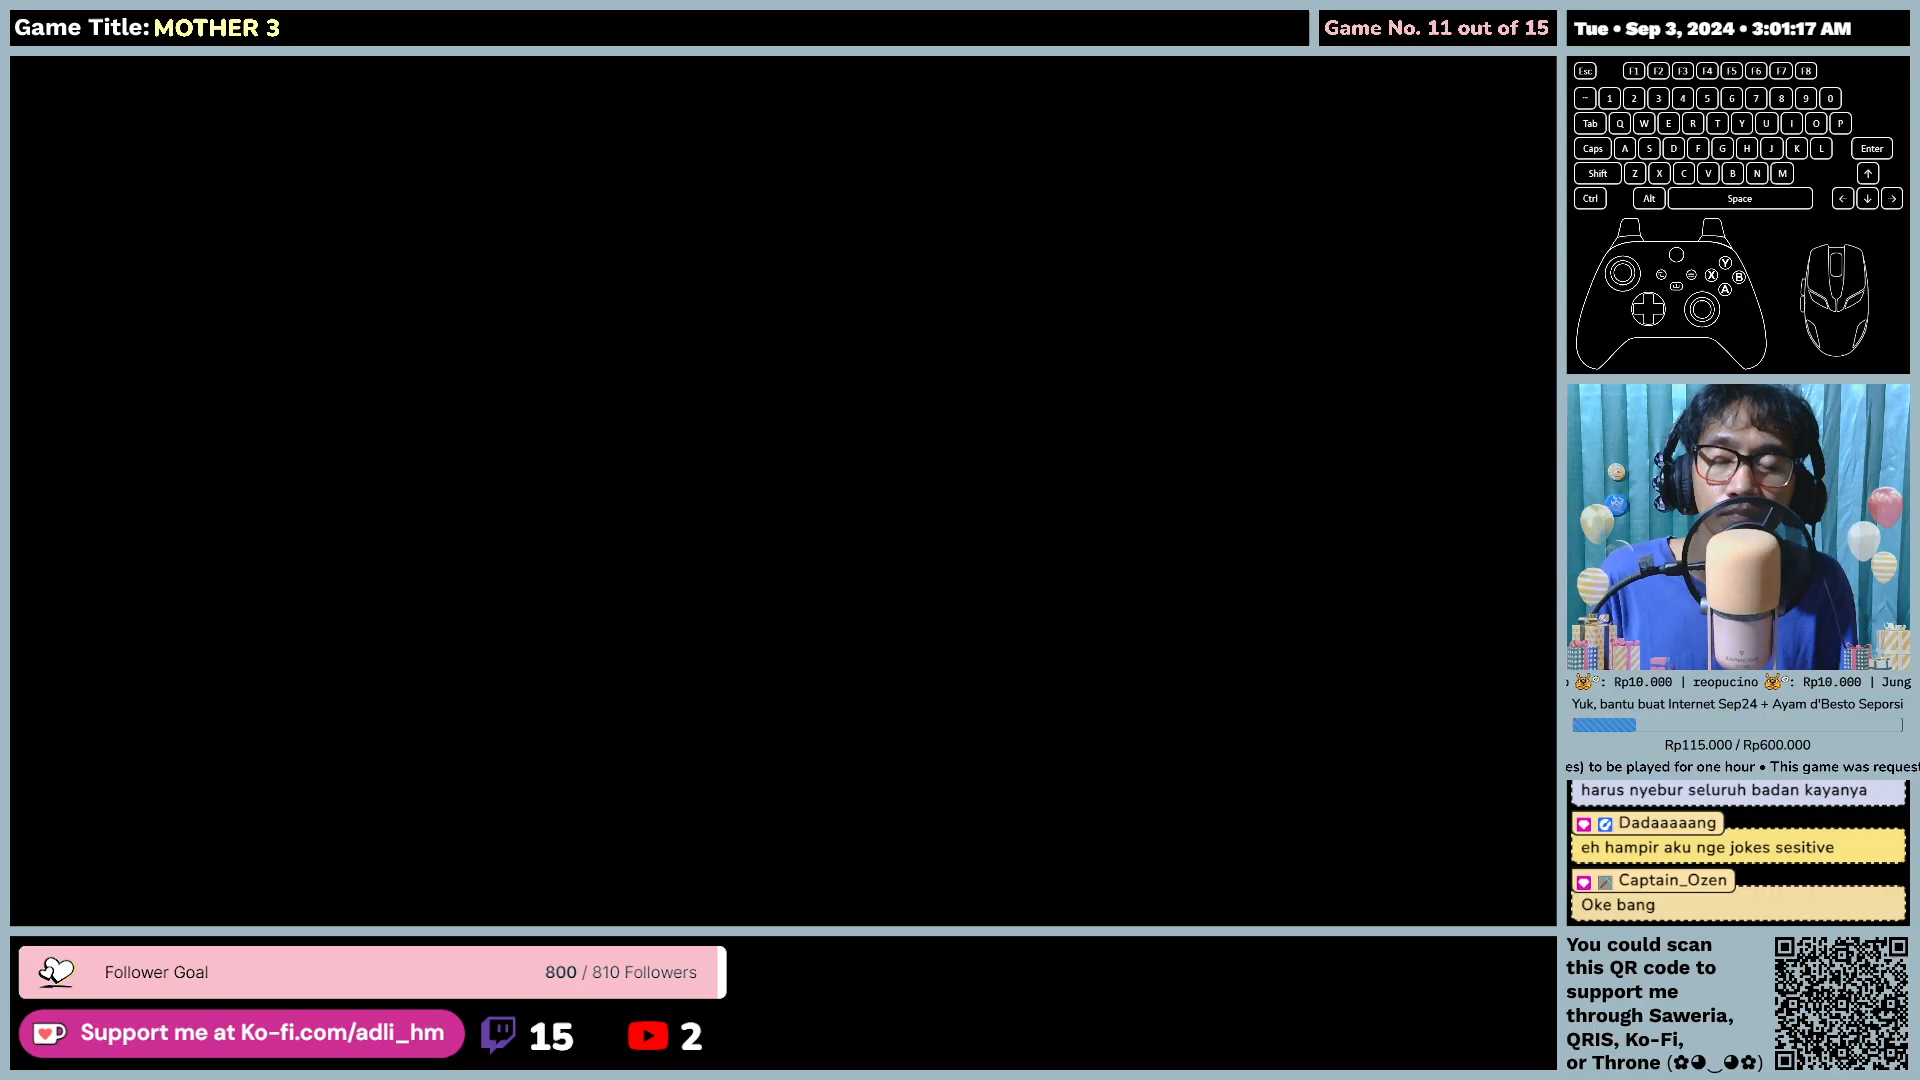 Game Title: MOTHER 3
Game No. 11 out of 15
Tue • Sep 3, 2024 • 3:01:17 AM
Esc F1 F2 F3 F4 F5 F6 F7 F8
~ 1 2 3 4 5 6 7 8 9 0
Tab Q W E R T Y U I O P
Caps A S D F G H J K L Enter
Shift Z X C V B N M ↑
Ctrl Alt Space ← ↓ →
Y
X B
A
: Rp10.000 | reopucino : Rp10.000 | Jung
Yuk, bantu buat Internet Sep24 + Ayam d'Besto Seporsi
Rp115.000 / Rp600.000
es) to be played for one hour • This game was request
harus nyebur seluruh badan kayanya
Dadaaaaang
eh hampir aku nge jokes sesitive
Captain_Ozen
Oke bang
Follower Goal 800 / 810 Followers
Support me at Ko-fi.com/adli_hm 15 2
You could scan
this QR code to
support me
through Saweria,
QRIS, Ko-Fi,
or Throne (✿◕‿◕✿)